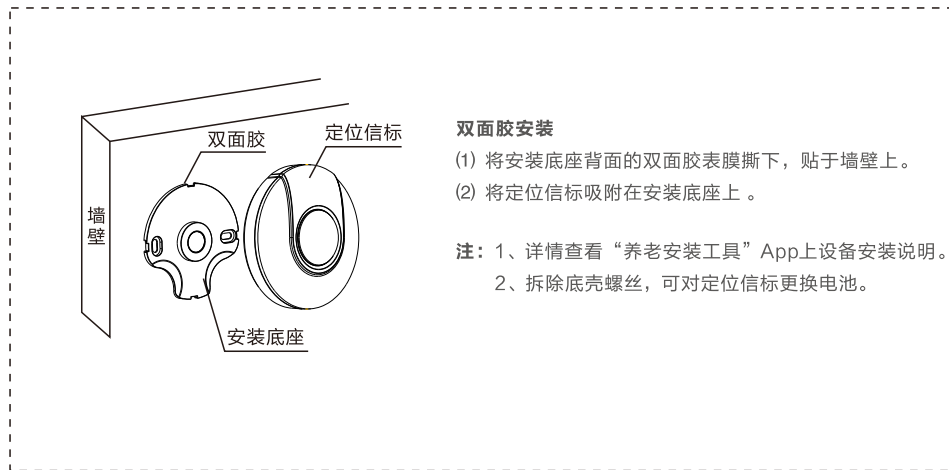 双面胶
定位信标
墙壁
安装底座
双面胶安装
⑴ 将安装底座背面的双面胶表膜撕下，贴于墙壁上。
⑵ 将定位信标吸附在安装底座上 。
注：1、详情查看“养老安装工具”App上设备安装说明。
2、拆除底壳螺丝，可对定位信标更换电池。